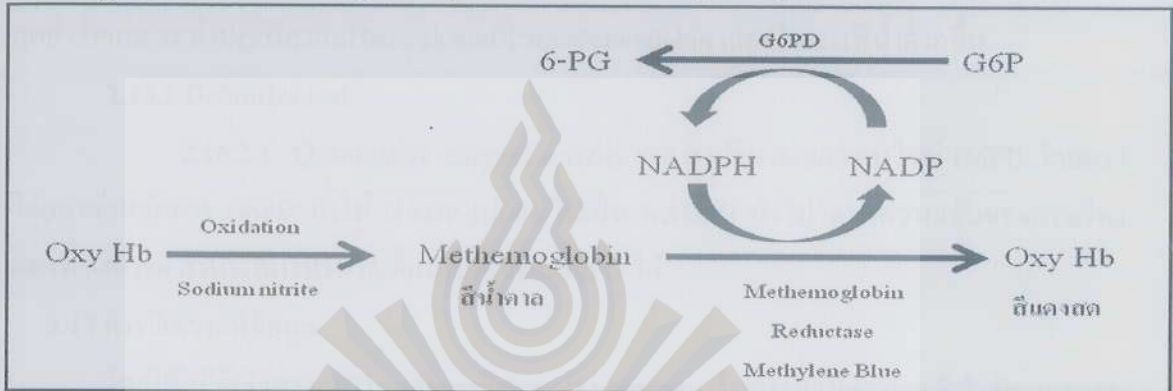 G6PD
6-PG G6P
NADPH NADP
Oxy Hb Oxidation Methemoglobin Oxy Hb
Sodium nitrite
สีน้ำตาล
Methemoglobin
สีแดงสด
Reductase
Methylene Blue